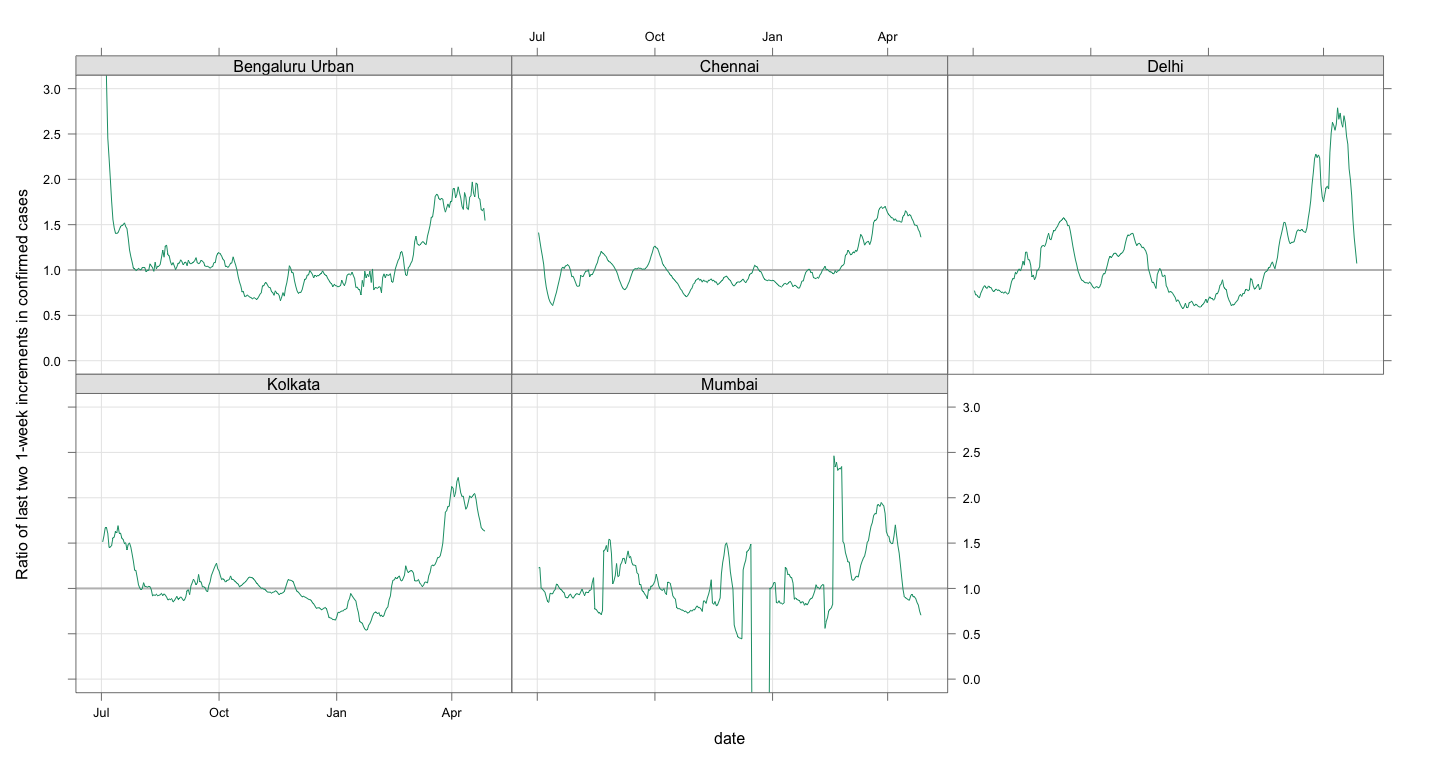 Jul Oct Jan Apr
Bengaluru Urban Chennai Delhi
3.0
2.5
2.0
1.5
1.0
0.5
0.0
Ratio of last two 1-week increments in confirmed cases
Kolkata Mumbai
3.0
2.5
2.0
1.5
1.0
0.5
0.0
Jul Oct Jan Apr
date